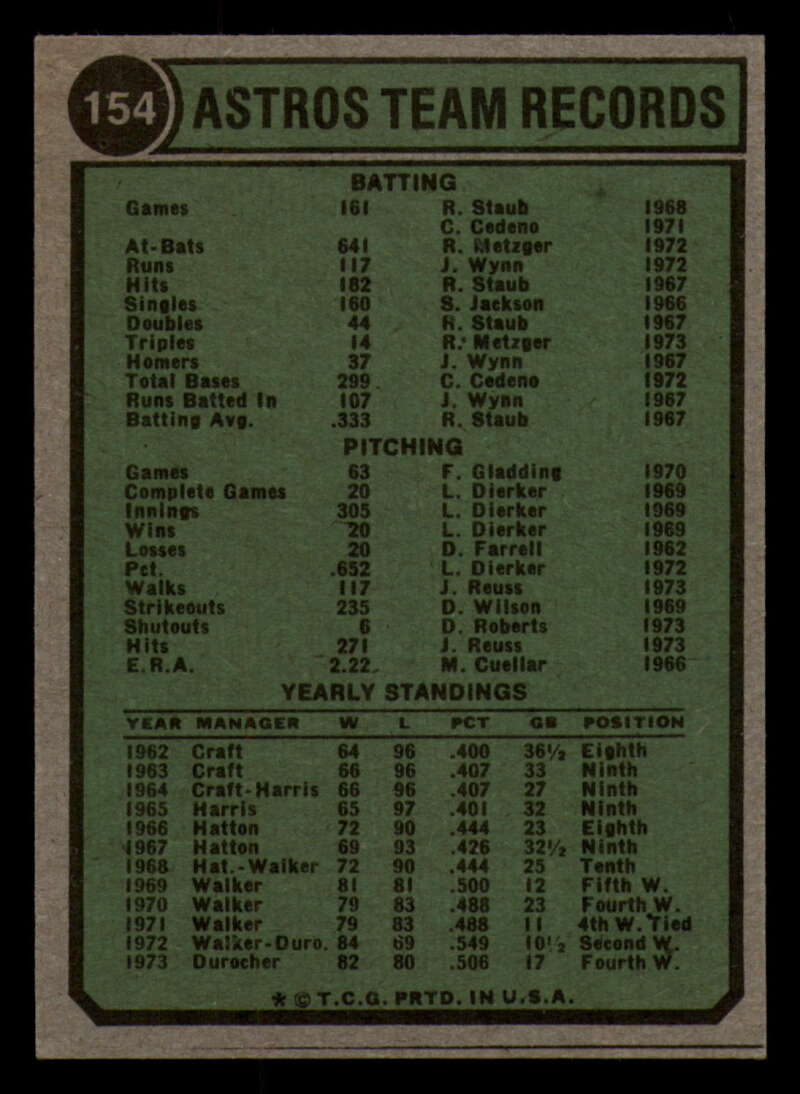 154 ASTROS TEAM RECORDS
BATTING
Games 161 R. Staub 1968
C. Cedeno 1971
At-Bats 641 R. Metzger 1972
Runs 117 J. Wynn 1972
Hits 182 R. Staub 1967
Singles 160 S. Jackson 1966
Doubles 44 R. Staub 1967
Triples 14 R. Metzger 1973
Homers 37 J. Wynn 1967
Total Bases 299 C. Cedeno 1972
Runs Batted In 107 J. Wynn 1967
Batting Avg. .333 R. Staub 1967
PITCHING
Games 63 F. Gladding 1970
Complete Games 20 L. Dierker 1969
Innings 305 L. Dierker 1969
Wins 20 L. Dierker 1969
Losses 20 D. Farrell 1962
Pct. .652 L. Dierker 1972
Walks 117 J. Reuss 1973
Strikeouts 235 D. Wilson 1969
Shutouts 6 D. Roberts 1973
Hits 271 J. Reuss 1973
E.R.A. 2.22 M. Cuellar 1966
YEARLY STANDINGS
YEAR MANAGER W L PCT GB POSITION
1962 Craft 64 96 .400 36½ Eighth
1963 Craft 66 96 .407 33 Ninth
1964 Craft-Harris 66 96 .407 27 Ninth
1965 Harris 65 97 .401 32 Ninth
1966 Hatton 72 90 .444 23 Eighth
1967 Hatton 69 93 .426 32½ Ninth
1968 Hat.-Walker 72 90 .444 25 Tenth
1969 Walker 81 81 .500 12 Fifth W.
1970 Walker 79 83 .488 23 Fourth W.
1971 Walker 79 83 .488 11 4th W. Tied
1972 Walker-Duro. 84 69 .549 10½ Second W.
1973 Durocher 82 80 .506 17 Fourth W.
* © T.C.G. PRTD. IN U.S.A.